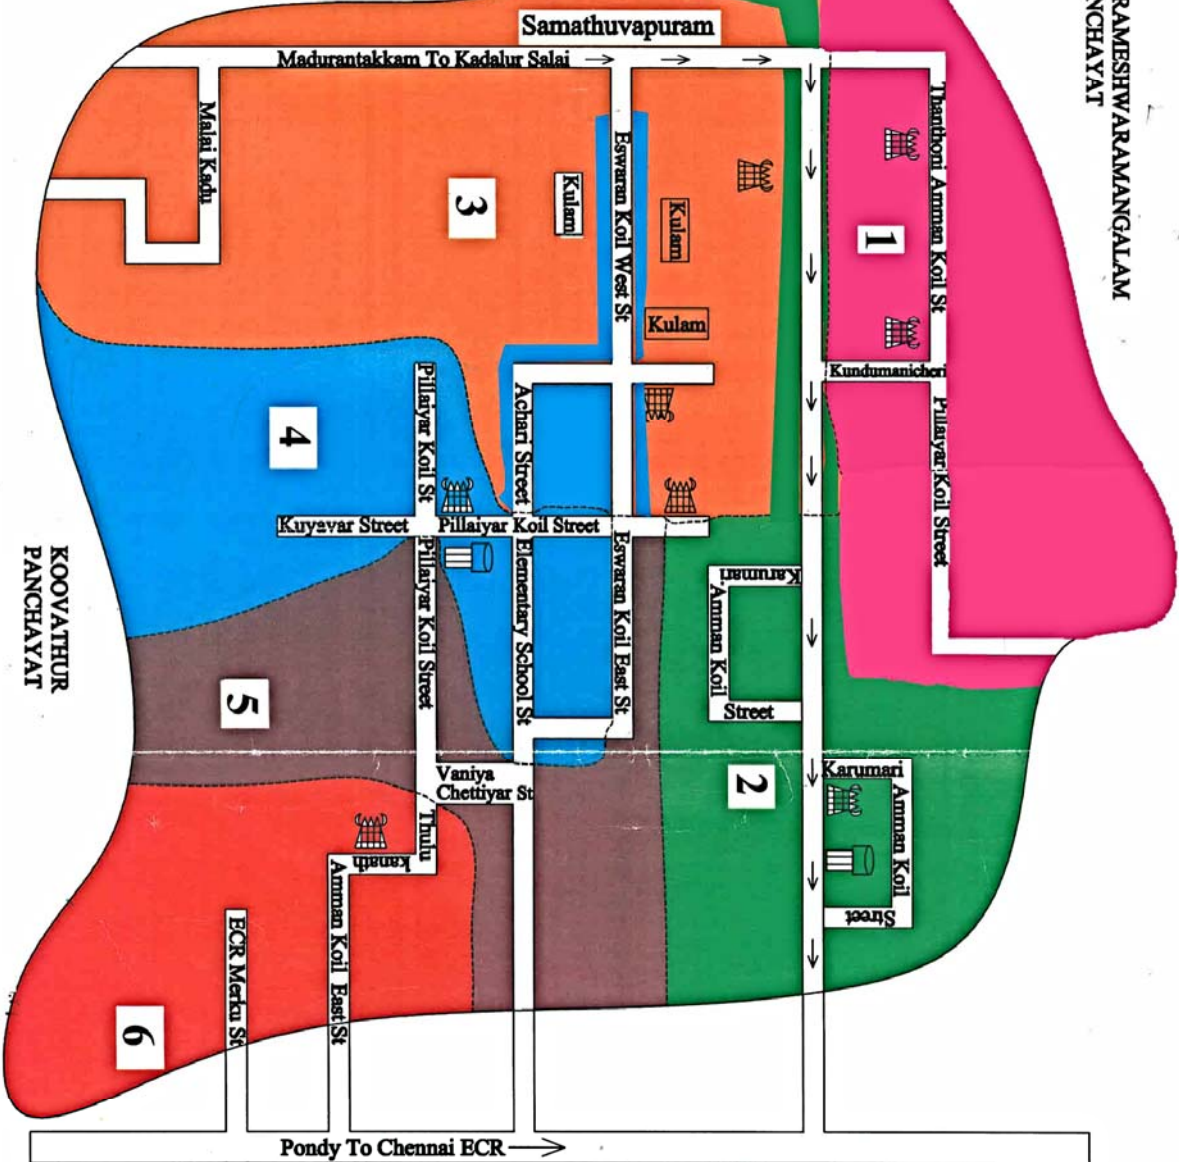 Samathuvapuram
Madurantakkam To Kadalur Salai
RAMESHWARAMANGALAM
NCHAYAT
Malai Kadu
Thanthoni Amman Koil St
Eswaran Koil West St
Kulam
Kulam
Kulam
3
1
Kundumanicheri
Pillaiyar Koil St
Achari Street
Pillaiyar Koil Street
4
Kuyavar Street
Pillaiyar Koil Street
Pillaiyar Koil Street
Elementary School St
Eswaran Koil East St
Karumari
Amman Koil
Street
KOOVATHUR
PANCHAYAT
5
2
Vaniya
Chettiyar St
Karumari
Amman Koil
Street
Thulu
kanath
Amman Koil East St
ECR Merku St
6
Pondy To Chennai ECR